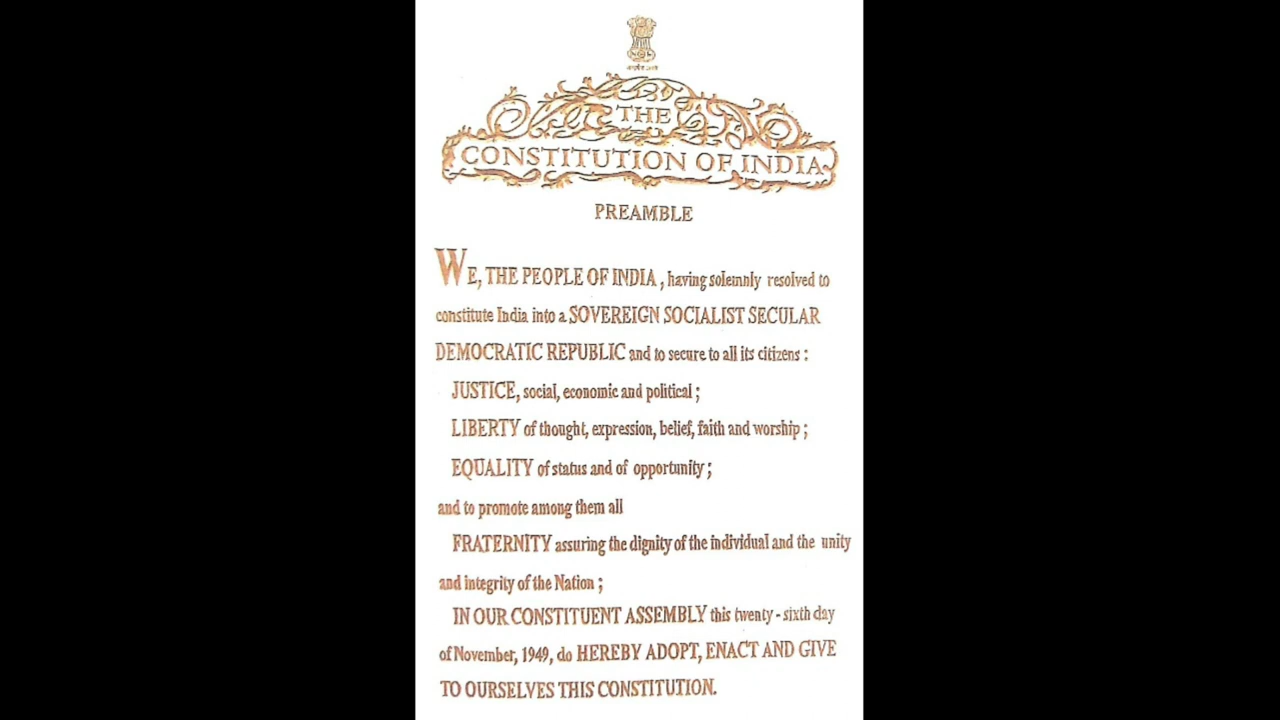 THE
CONSTITUTION OF INDIA
PREAMBLE
WE, THE PEOPLE OF INDIA, having solemnly resolved to
constitute India into a SOVEREIGN SOCIALIST SECULAR
DEMOCRATIC REPUBLIC and to secure to all its citizens :
JUSTICE, social, economic and political ;
LIBERTY of thought, expression, belief, faith and worship ;
EQUALITY of status and of opportunity ;
and to promote among them all
FRATERNITY assuring the dignity of the individual and the unity
and integrity of the Nation ;
IN OUR CONSTITUENT ASSEMBLY this twenty - sixth day
of November, 1949, do HEREBY ADOPT, ENACT AND GIVE
TO OURSELVES THIS CONSTITUTION.